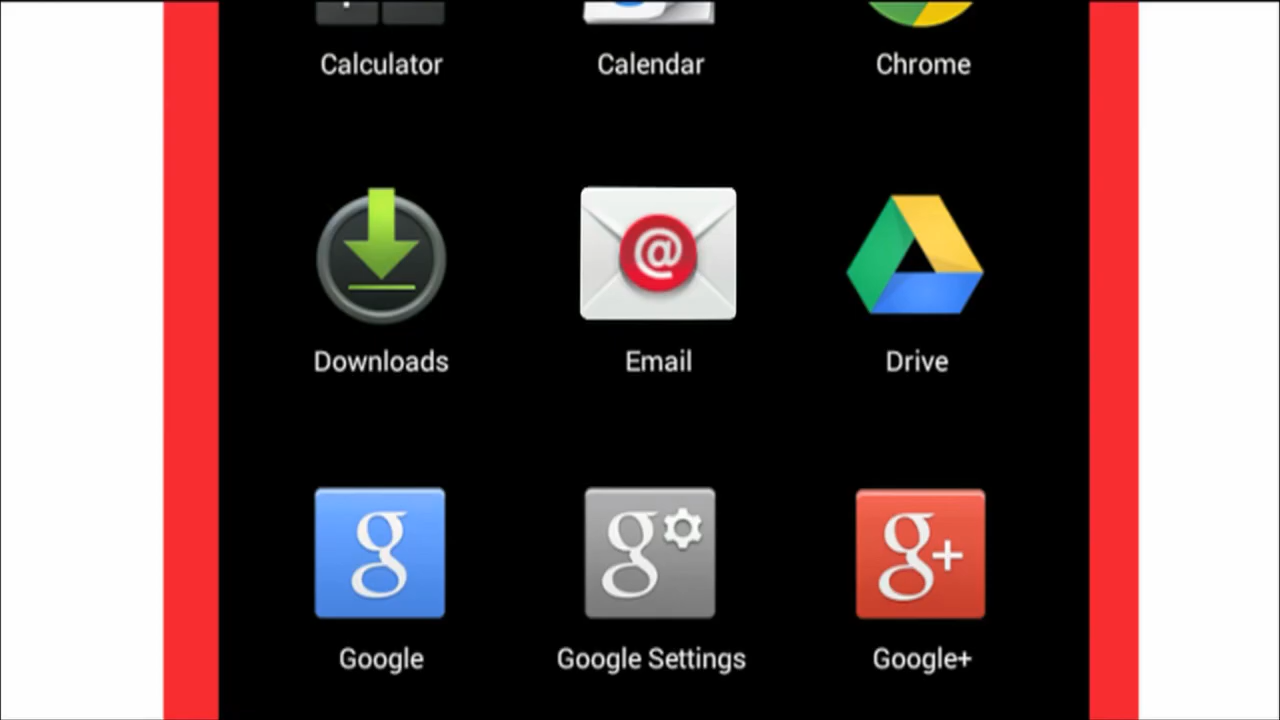 Calculator Calendar Chrome
@
Downloads Email Drive
g g g+
Google Google Settings Google+